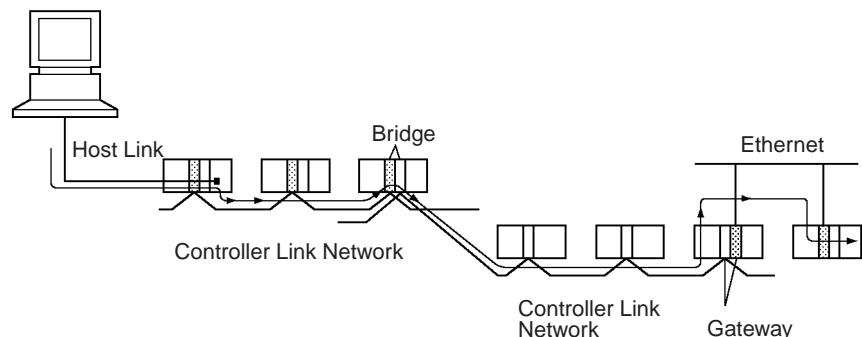 Host Link
Bridge
Ethernet
Controller Link Network
Controller Link
Network
Gateway